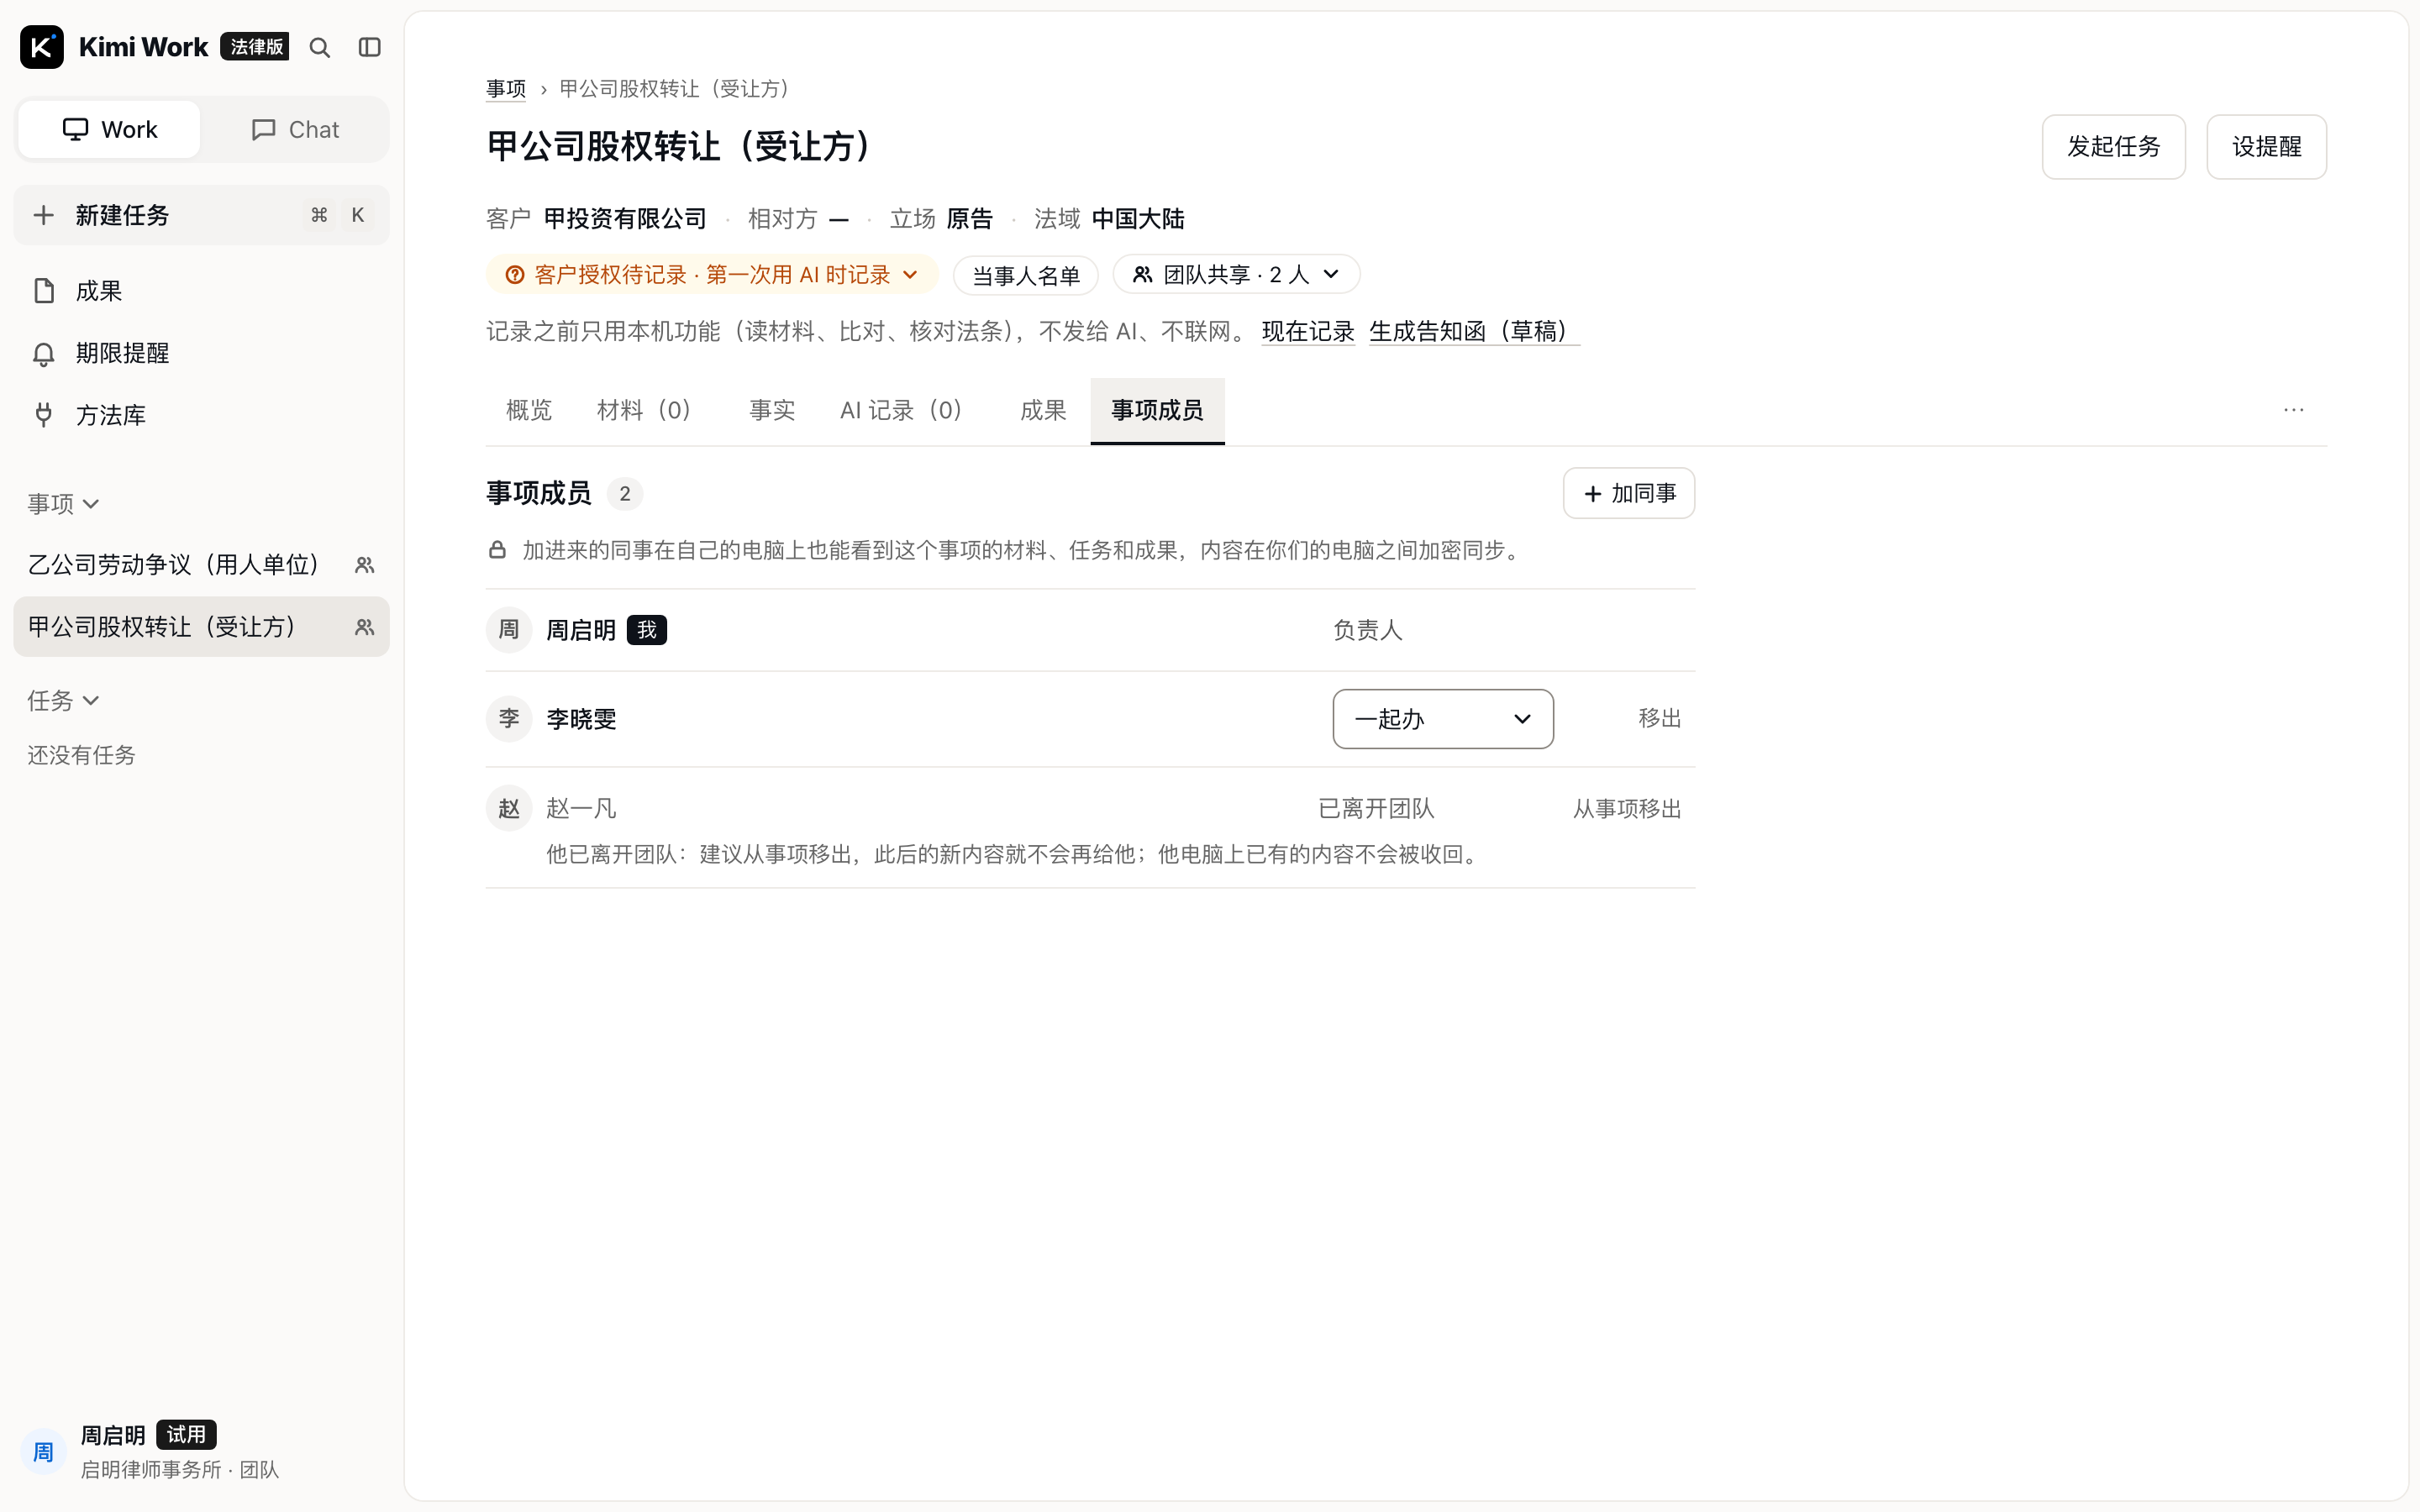 Kimi Work 法律版
Work Chat
新建任务 ⌘ K
成果
期限提醒
方法库
事项
乙公司劳动争议（用人单位）
甲公司股权转让（受让方）
任务
还没有任务
周 周启明 试用
启明律师事务所 · 团队
事项 › 甲公司股权转让（受让方）
甲公司股权转让（受让方）
发起任务 设提醒
客户 甲投资有限公司 · 相对方 — · 立场 原告 · 法域 中国大陆
客户授权待记录 · 第一次用 AI 时记录 当事人名单 团队共享 · 2 人
记录之前只用本机功能（读材料、比对、核对法条），不发给 AI、不联网。 现在记录 生成告知函（草稿）
概览 材料（0） 事实 AI 记录（0） 成果 事项成员 ···
事项成员 2 + 加同事
加进来的同事在自己的电脑上也能看到这个事项的材料、任务和成果，内容在你们的电脑之间加密同步。
周 周启明 我 负责人
李 李晓雯 一起办 移出
赵 赵一凡 已离开团队 从事项移出
他已离开团队：建议从事项移出，此后的新内容就不会再给他；他电脑上已有的内容不会被收回。